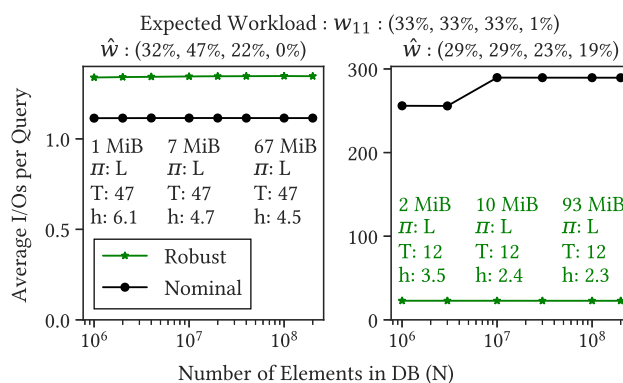 Expected Workload : w₁₁ : (33%, 33%, 33%, 1%)
ŵ : (32%, 47%, 22%, 0%)
ŵ : (29%, 29%, 23%, 19%)
Average I/Os per Query
1.0
0.5
0.0
1 MiB
π: L
T: 47
h: 6.1
7 MiB
π: L
T: 47
h: 4.7
67 MiB
π: L
T: 47
h: 4.5
Robust
Nominal
10⁶
10⁷
10⁸
300
200
100
0
2 MiB
π: L
T: 12
h: 3.5
10 MiB
π: L
T: 12
h: 2.4
93 MiB
π: L
T: 12
h: 2.3
10⁶
10⁷
10⁸
Number of Elements in DB (N)